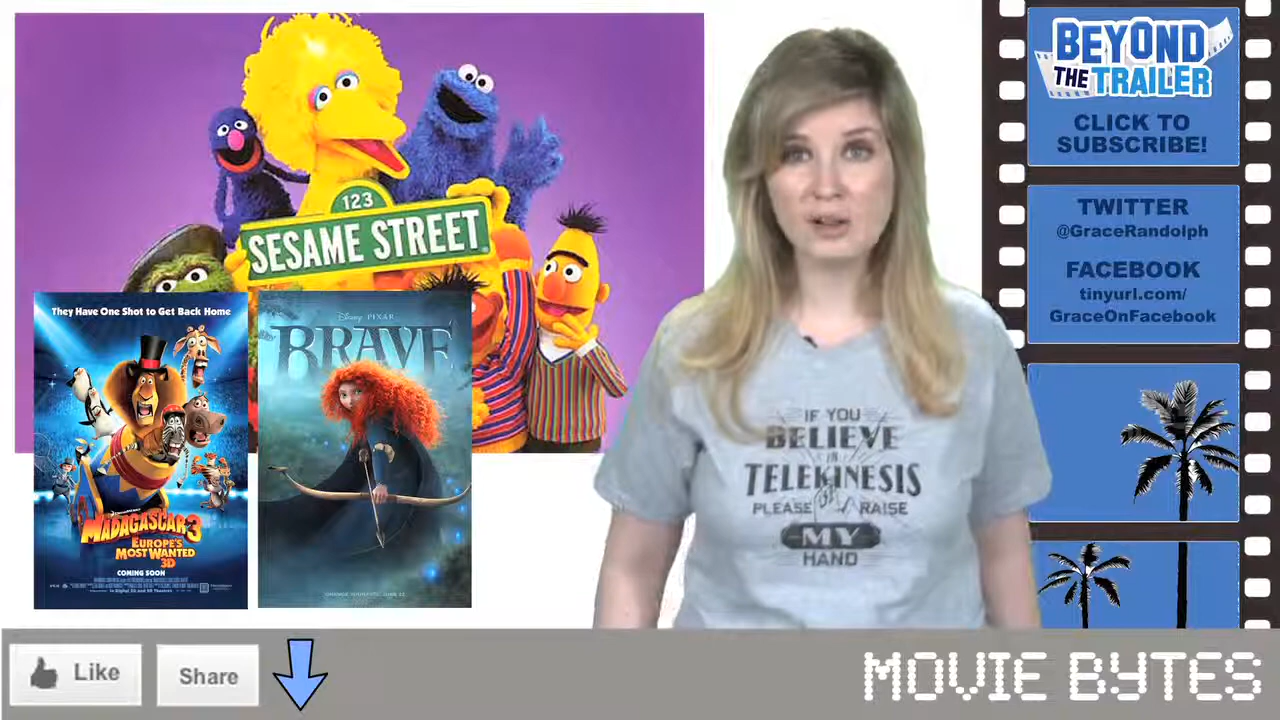 123
SESAME STREET
They Have One Shot to Get Back Home
MADAGASCAR 3
EUROPE'S
MOST WANTED
3D
COMING SOON
Disney PIXAR
BRAVE
IF YOU
BELIEVE
IN
TELEKINESIS
PLEASE RAISE
MY
HAND
BEYOND
THE TRAILER
CLICK TO
SUBSCRIBE!
TWITTER
@GraceRandolph
FACEBOOK
tinyurl.com/
GraceOnFacebook
Like
Share
MOVIE BYTES